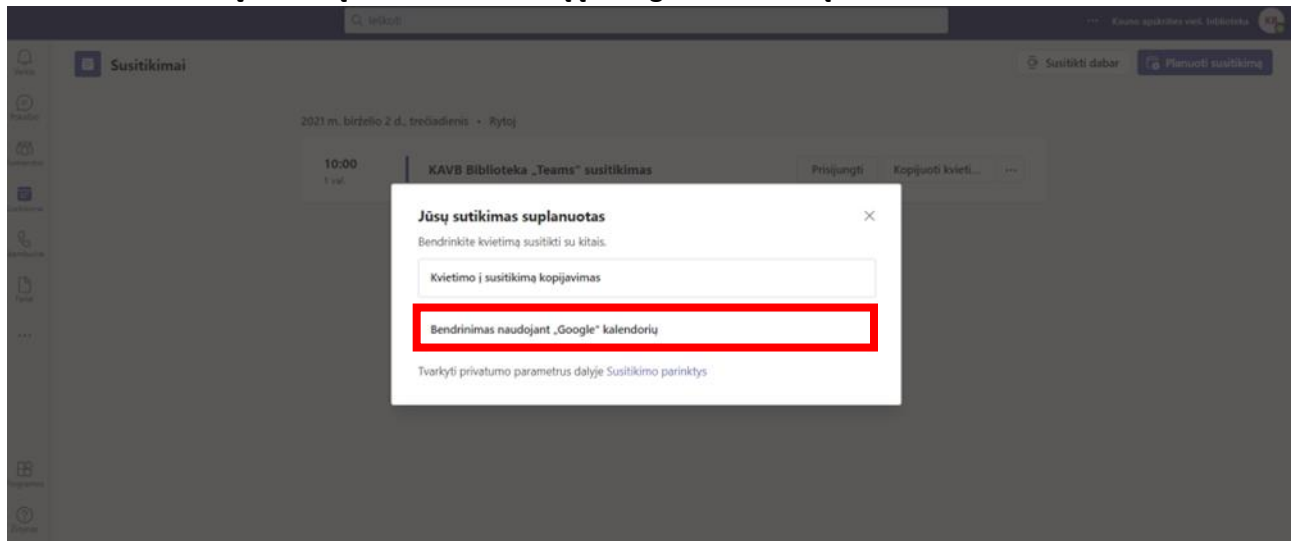 Ieškoti
Kauno apskrities vieš. biblioteka
Susitikimai
Susitikti dabar
Planuoti susitikimą
2021 m. birželio 2 d., trečiadienis • Rytoj
10:00
1 val.
KAVB Biblioteka „Teams“ susitikimas
Prisijungti
Kopijuoti kvieti...
Jūsų sutikimas suplanuotas
Bendrinkite kvietimą susitikti su kitais.
Kvietimo į susitikimą kopijavimas
Bendrinimas naudojant „Google“ kalendorių
Tvarkyti privatumo parametrus dalyje Susitikimo parinktys